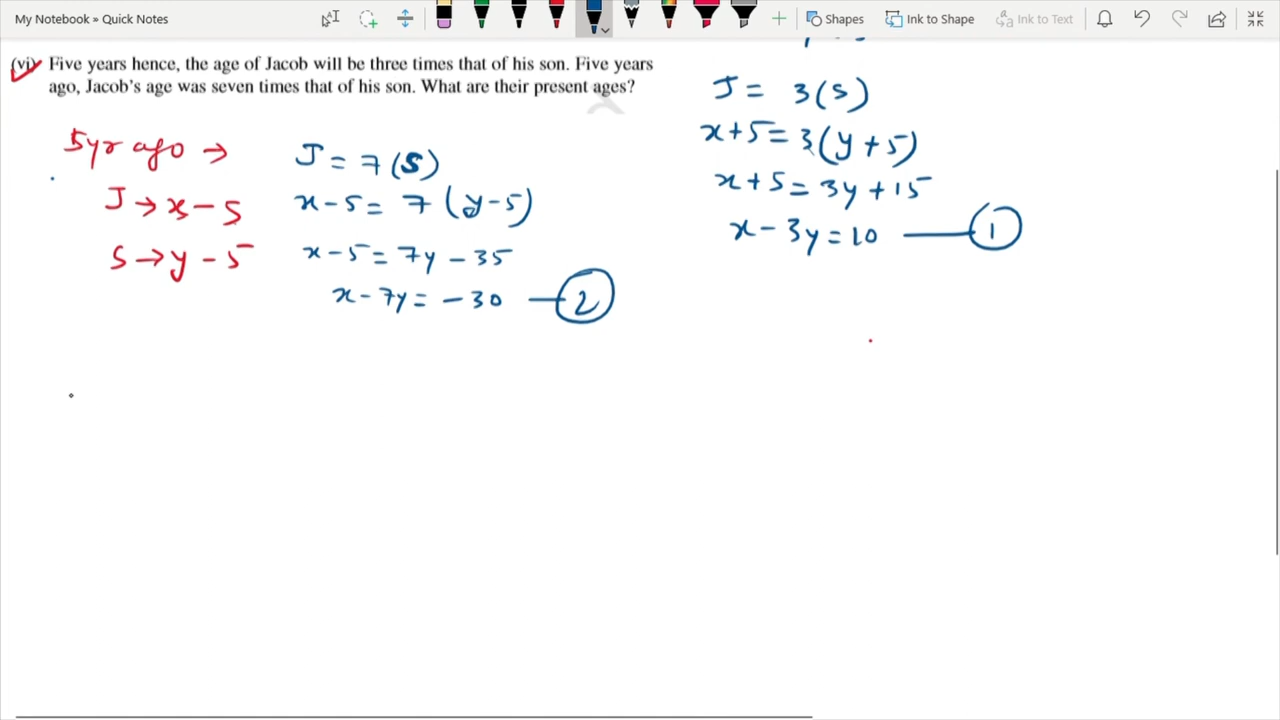 My Notebook » Quick Notes
Shapes
Ink to Shape
Ink to Text
(vi) Five years hence, the age of Jacob will be three times that of his son. Five years
ago, Jacob's age was seven times that of his son. What are their present ages?
5yr ago →
J → x - 5
S → y - 5
J = 7 (S)
x - 5 = 7 (y - 5)
x - 5 = 7y - 35
x - 7y = - 30 — 2
J = 3(S)
x + 5 = 3(y + 5)
x + 5 = 3y + 15
x - 3y = 10 — 1